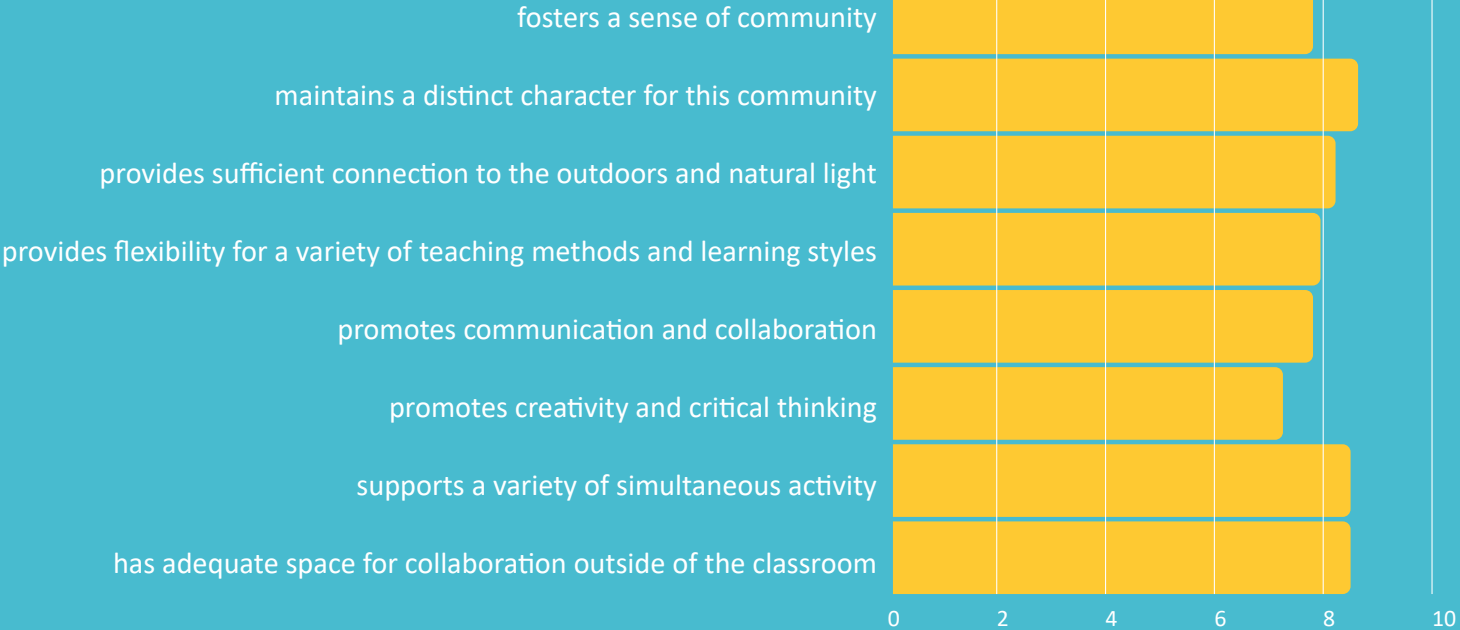 fosters a sense of community
maintains a distinct character for this community
provides sufficient connection to the outdoors and natural light
provides flexibility for a variety of teaching methods and learning styles
promotes communication and collaboration
promotes creativity and critical thinking
supports a variety of simultaneous activity
has adequate space for collaboration outside of the classroom
0 2 4 6 8 10